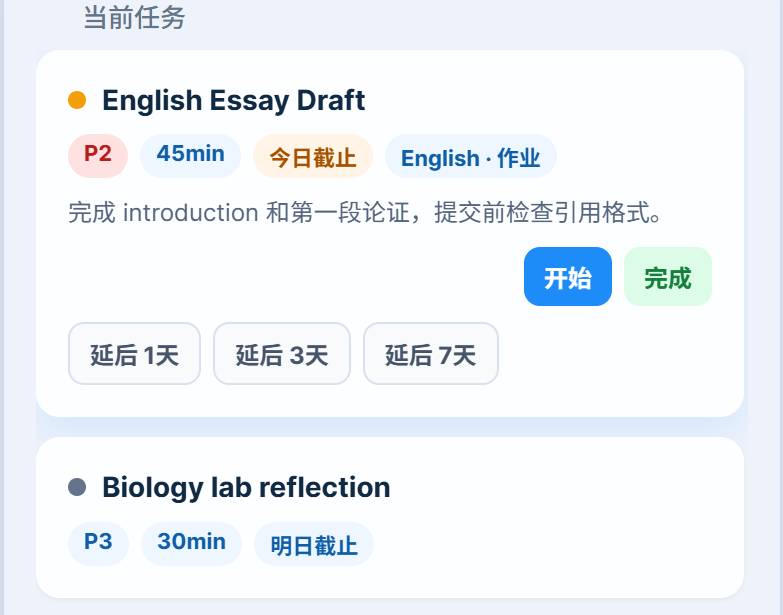 当前任务
English Essay Draft
P2 45min 今日截止 English · 作业
完成 introduction 和第一段论证，提交前检查引用格式。
开始 完成
延后 1天 延后 3天 延后 7天
Biology lab reflection
P3 30min 明日截止